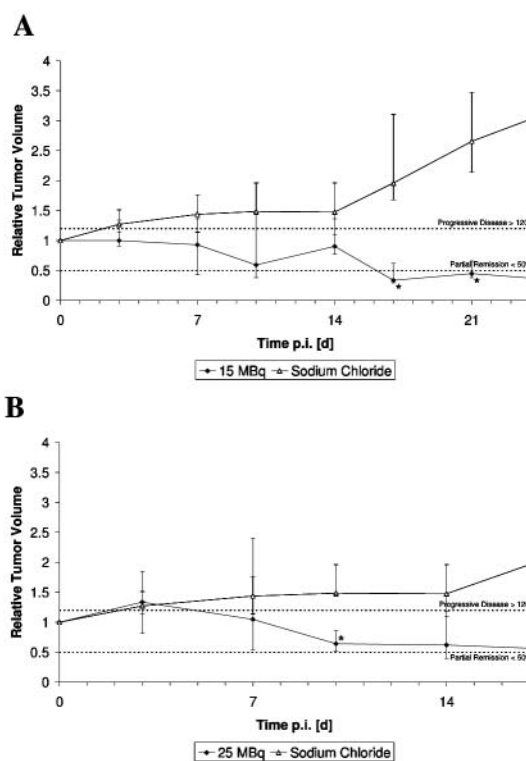 A
4
3.5
3
2.5
2
1.5
1
0.5
0
Relative Tumor Volume
Progressive Disease > 120
Partial Remission < 50
*
*
0
7
14
21
Time p.i. [d]
15 MBq Sodium Chloride
B
4
3.5
3
2.5
2
1.5
1
0.5
0
Relative Tumor Volume
Progressive Disease > 120
Partial Remission < 50
*
0
7
14
Time p.i. [d]
25 MBq Sodium Chloride